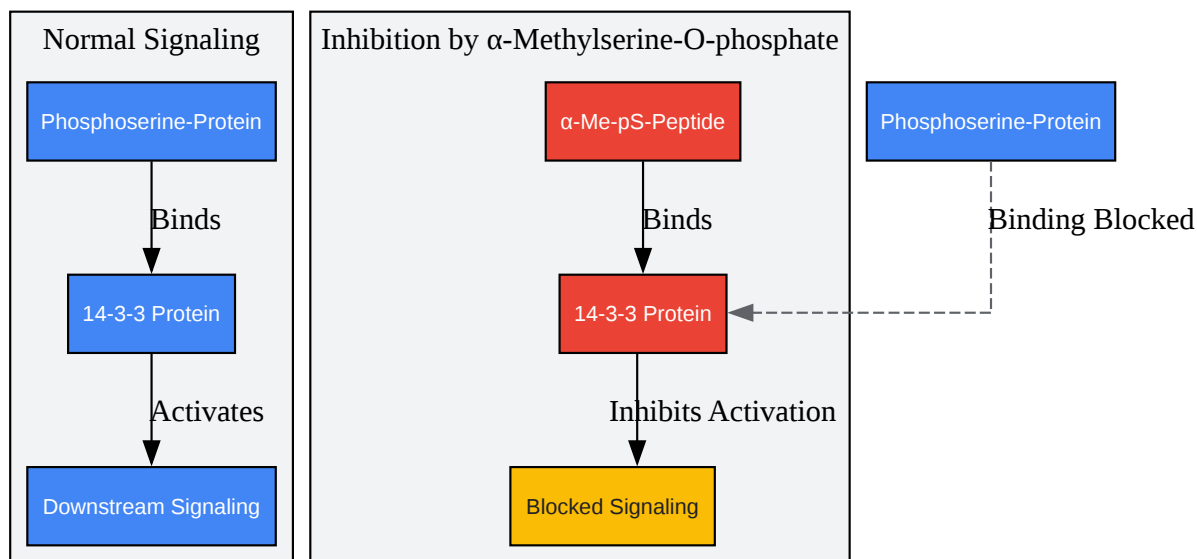 Normal Signaling
Phosphoserine-Protein
Binds
14-3-3 Protein
Activates
Downstream Signaling
Inhibition by α-Methylserine-O-phosphate
α-Me-pS-Peptide
Binds
14-3-3 Protein
Inhibits Activation
Blocked Signaling
Phosphoserine-Protein
Binding Blocked